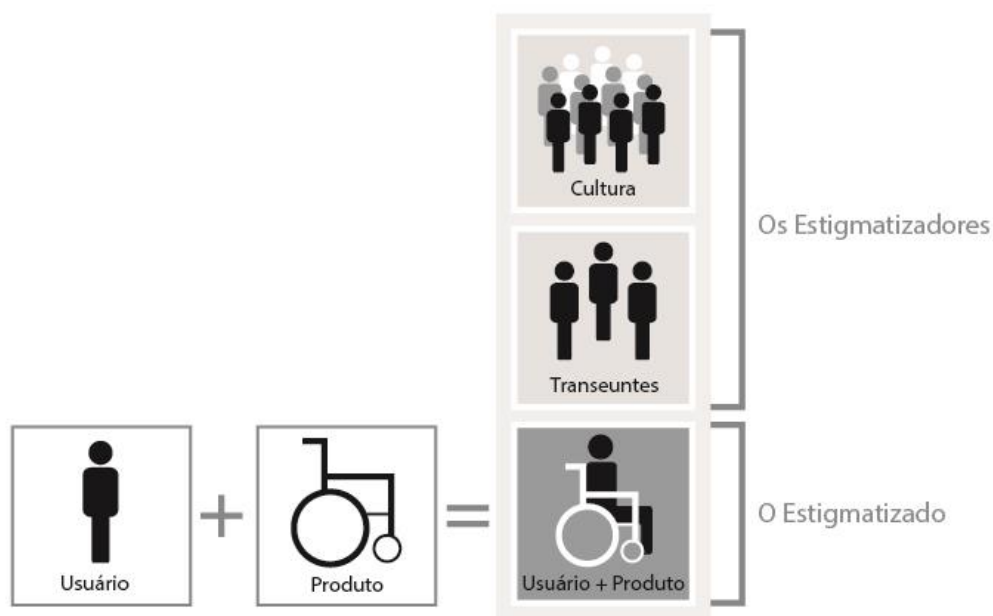 Cultura
Os Estigmatizadores
Transeuntes
Usuário
+
Produto
=
Usuário + Produto
O Estigmatizado